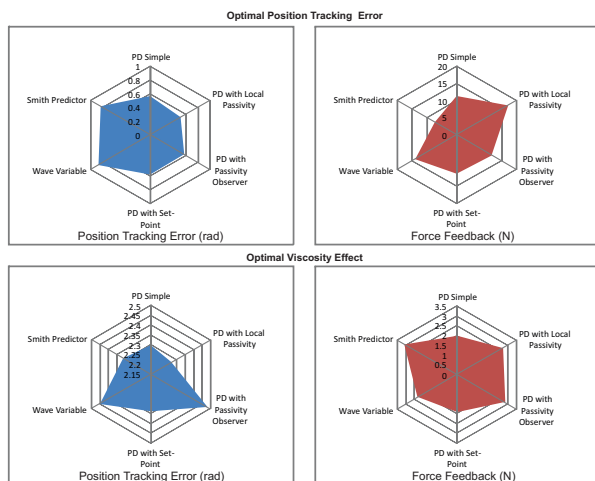 Optimal Position Tracking Error
PD Simple
1
0.8
0.6
0.4
0.2
0
PD with Local
Passivity
PD with
Passivity
Observer
PD with Set-
Point
Wave Variable
Smith Predictor
Position Tracking Error (rad)
PD Simple
20
15
10
5
0
PD with Local
Passivity
PD with
Passivity
Observer
PD with Set-
Point
Wave Variable
Smith Predictor
Force Feedback (N)
Optimal Viscosity Effect
PD Simple
2.5
2.45
2.4
2.35
2.3
2.25
2.2
2.15
PD with Local
Passivity
PD with
Passivity
Observer
PD with Set-
Point
Wave Variable
Smith Predictor
Position Tracking Error (rad)
PD Simple
3.5
3
2.5
2
1.5
1
0.5
0
PD with Local
Passivity
PD with
Passivity
Observer
PD with Set-
Point
Wave Variable
Smith Predictor
Force Feedback (N)